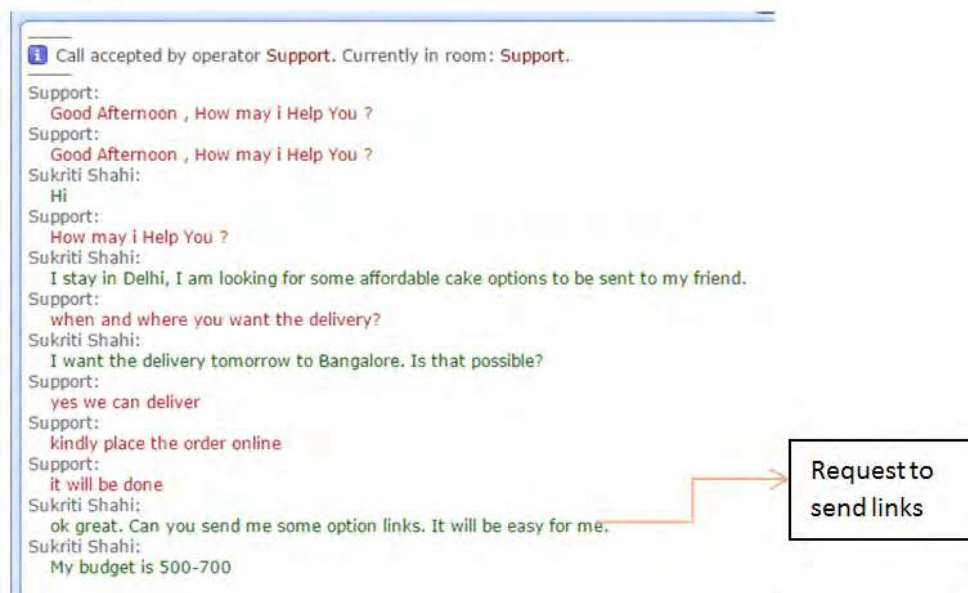 Call accepted by operator Support. Currently in room: Support.
Support:
Good Afternoon , How may i Help You ?
Support:
Good Afternoon , How may i Help You ?
Sukriti Shahi:
Hi
Support:
How may i Help You ?
Sukriti Shahi:
I stay in Delhi, I am looking for some affordable cake options to be sent to my friend.
Support:
when and where you want the delivery?
Sukriti Shahi:
I want the delivery tomorrow to Bangalore. Is that possible?
Support:
yes we can deliver
Support:
kindly place the order online
Support:
it will be done
Sukriti Shahi:
ok great. Can you send me some option links. It will be easy for me.
Sukriti Shahi:
My budget is 500-700
Request to
send links